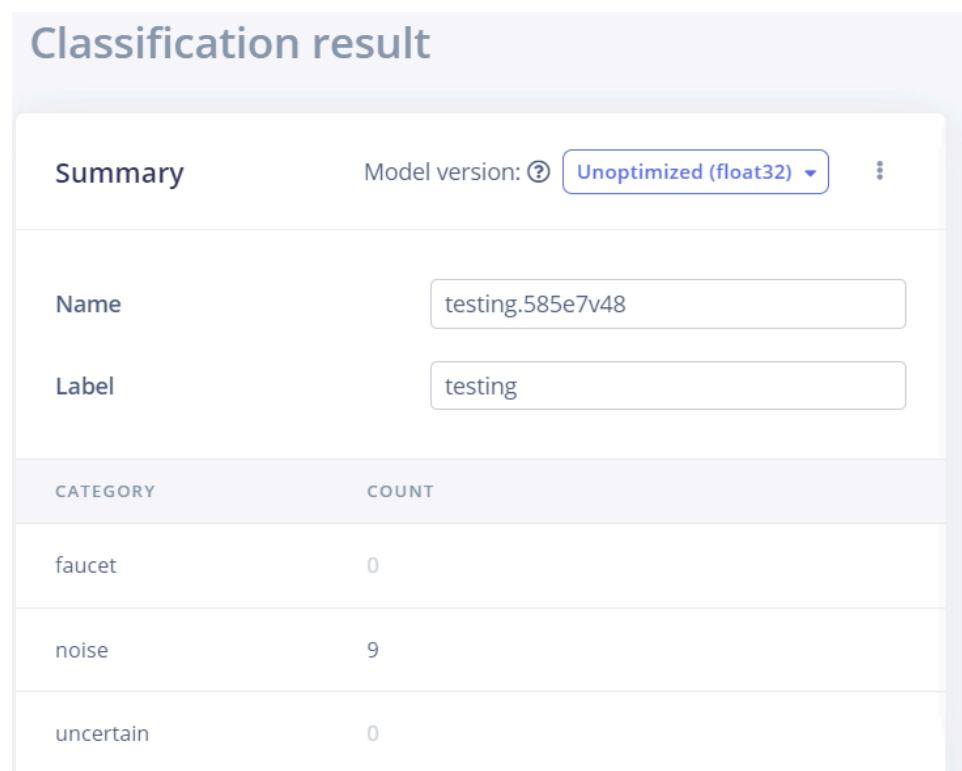 Classification result
Summary
Model version: Unoptimized (float32)
Name testing.585e7v48
Label testing
CATEGORY COUNT
faucet 0
noise 9
uncertain 0